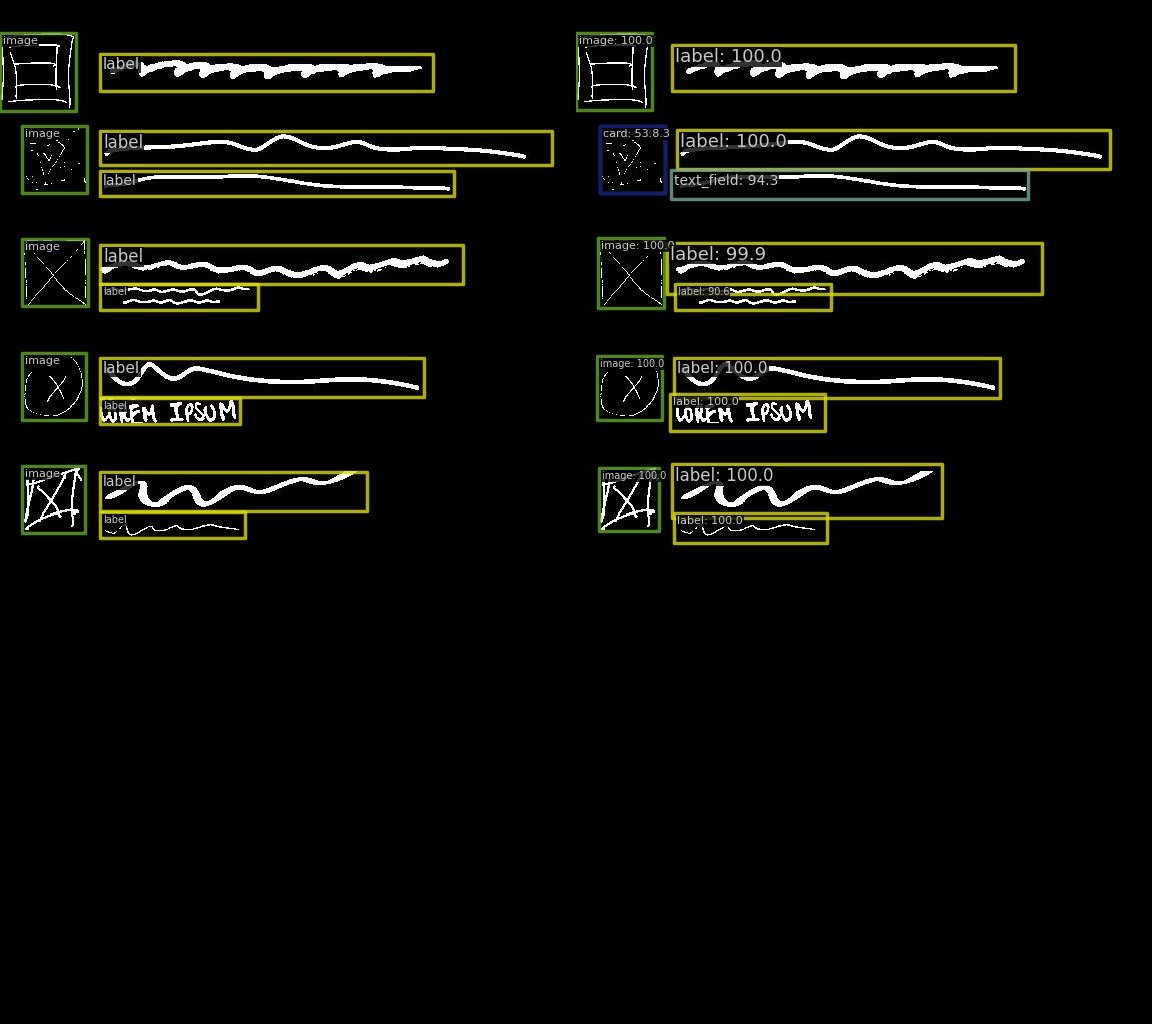 image label image: 100.0 label: 100.0
image label card: 53.8.3 label: 100.0
label text_field: 94.3
image label image: 100.0 label: 99.9
label label: 90.6
image label image: 100.0 label: 100.0
label label: 100.0
LOREM IPSUM LOREM IPSUM
image label image: 100.0 label: 100.0
label label: 100.0